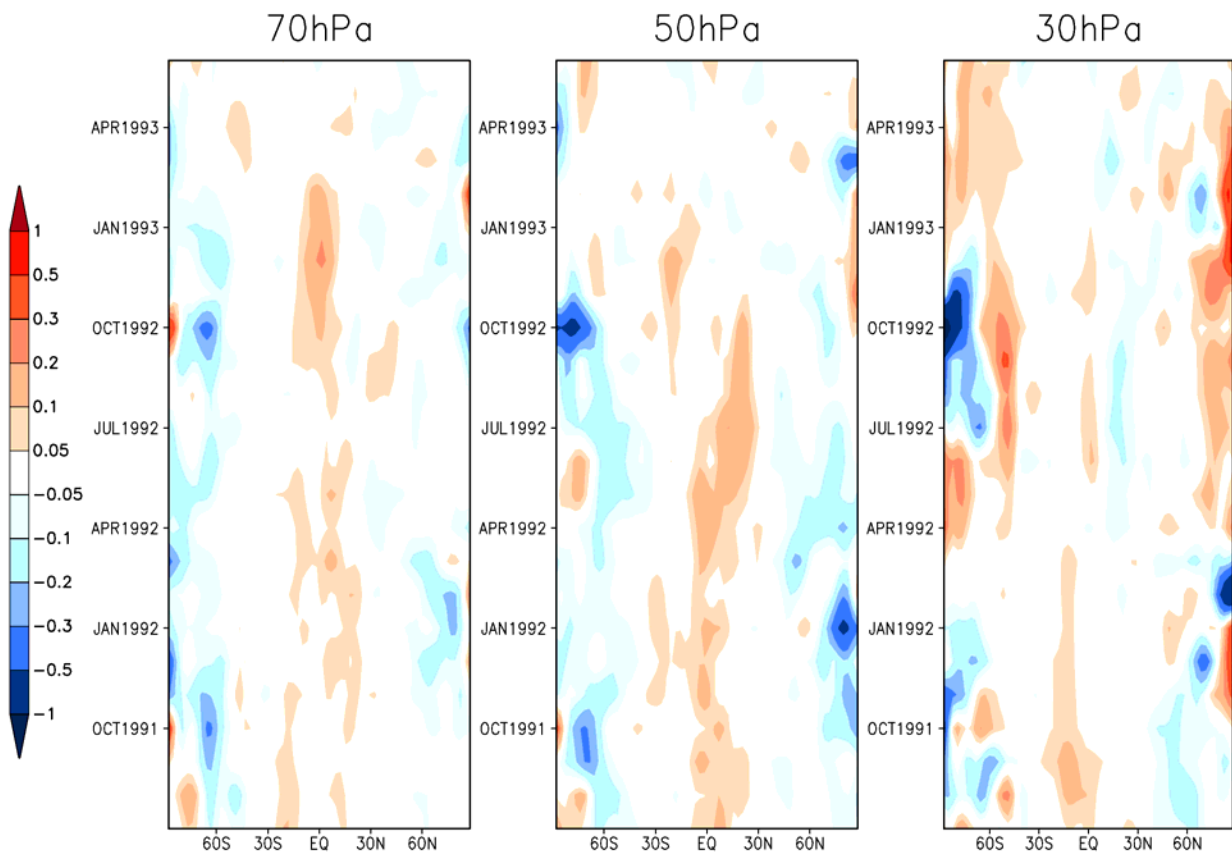 70hPa
50hPa
30hPa
1
0.5
0.3
0.2
0.1
0.05
-0.05
-0.1
-0.2
-0.3
-0.5
-1
APR1993
JAN1993
OCT1992
JUL1992
APR1992
JAN1992
OCT1991
60S 30S EQ 30N 60N
APR1993
JAN1993
OCT1992
JUL1992
APR1992
JAN1992
OCT1991
60S 30S EQ 30N 60N
APR1993
JAN1993
OCT1992
JUL1992
APR1992
JAN1992
OCT1991
60S 30S EQ 30N 60N